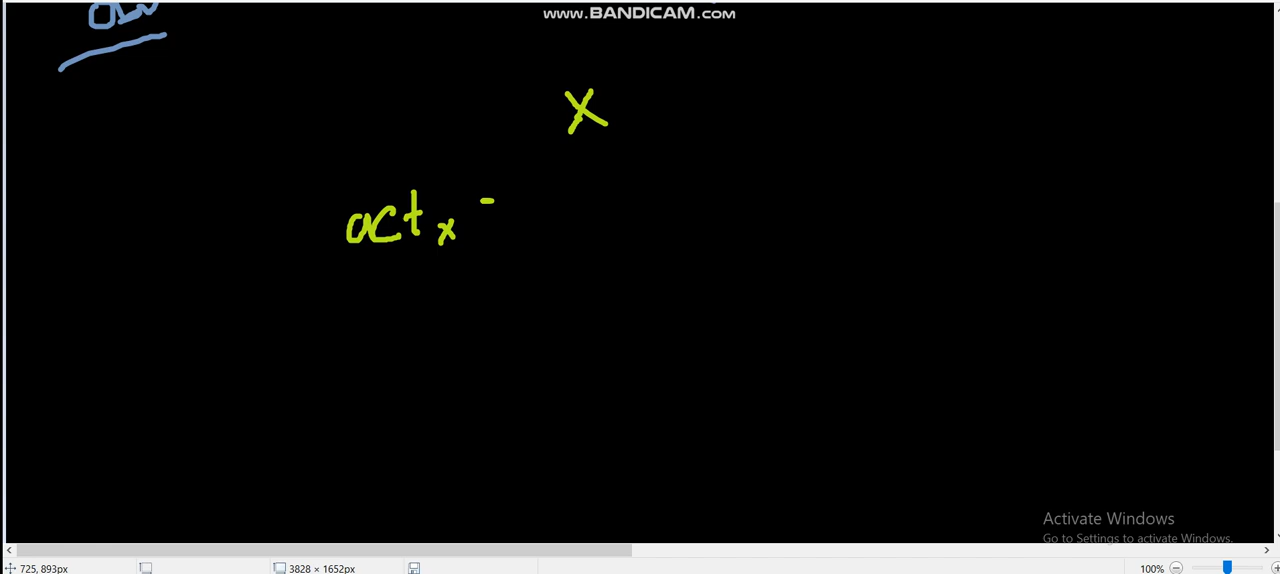 WWW.BANDICAM.COM
x
act x -
Activate Windows
Go to Settings to activate Windows.
725, 893px 3828 × 1652px 100%